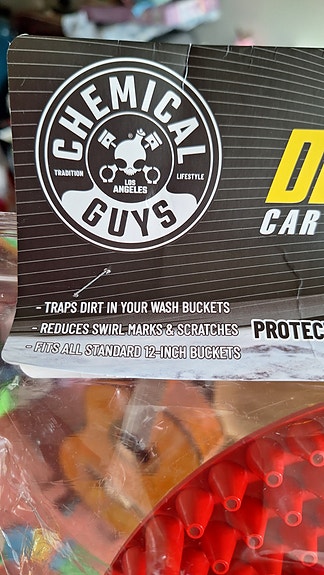 CHEMICAL
TRADITION
LOS
ANGELES
LIFESTYLE
GUYS
CAR
- TRAPS DIRT IN YOUR WASH BUCKETS
- REDUCES SWIRL MARKS & SCRATCHES
- FITS ALL STANDARD 12-INCH BUCKETS